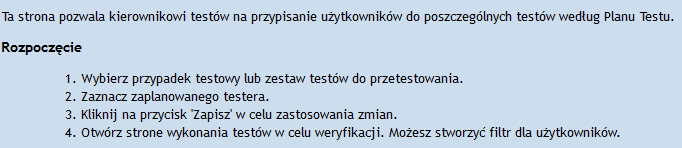 Ta strona pozwala kierownikowi testów na przypisanie użytkowników do poszczególnych testów według Planu Testu.
Rozpoczęcie
1. Wybierz przypadek testowy lub zestaw testów do przetestowania.
2. Zaznacz zaplanowanego testera.
3. Kliknij na przycisk 'Zapisz' w celu zastosowania zmian.
4. Otwórz strone wykonania testów w celu weryfikacji. Możesz stworzyć filtr dla użytkowników.